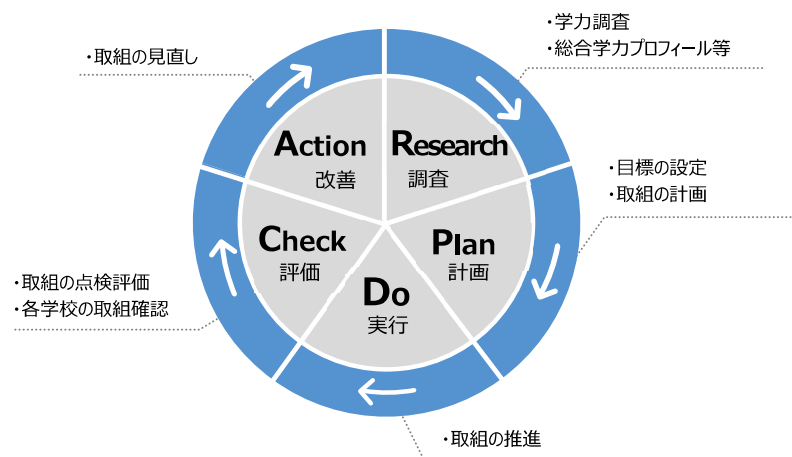 ・学力調査
・総合学力プロフィール等
・取組の見直し
Action
改善
Research
調査
・目標の設定
・取組の計画
Check
評価
Plan
計画
・取組の点検評価
・各学校の取組確認
Do
実行
・取組の推進